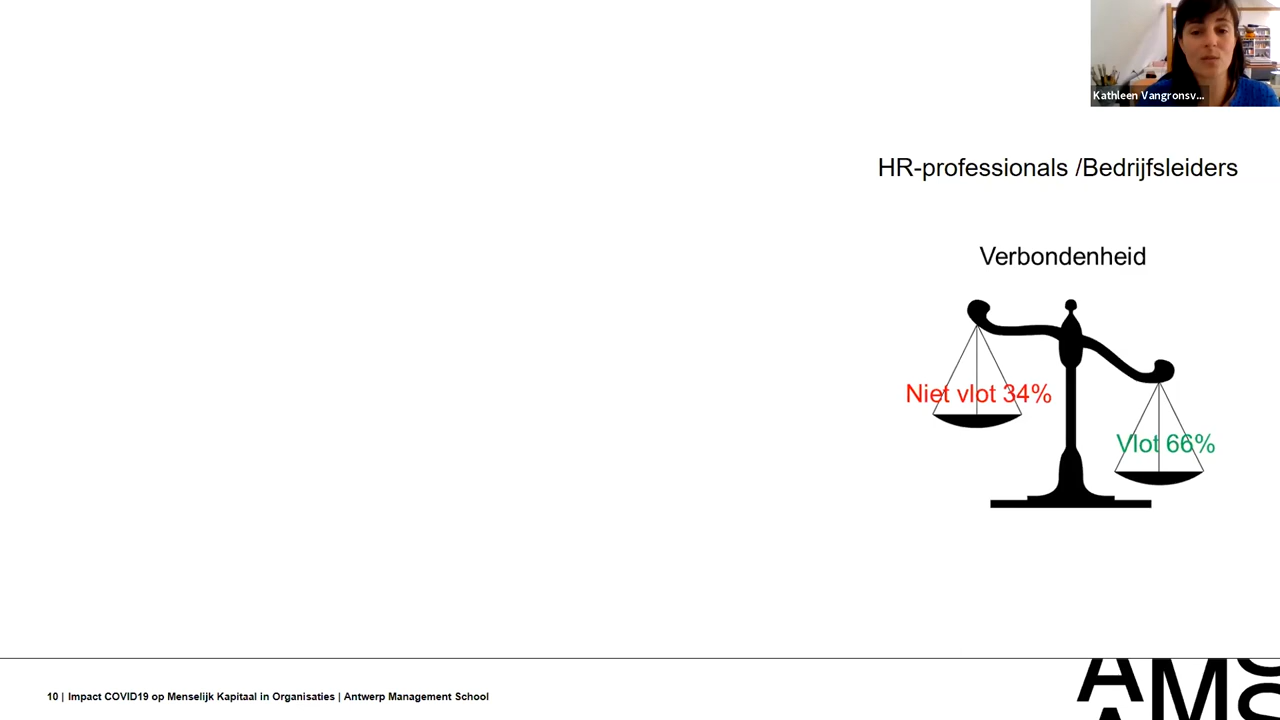 Kathleen Vangronsv...
HR-professionals /Bedrijfsleiders
Verbondenheid
Niet vlot 34%
Vlot 66%
10 | Impact COVID19 op Menselijk Kapitaal in Organisaties | Antwerp Management School
AMS